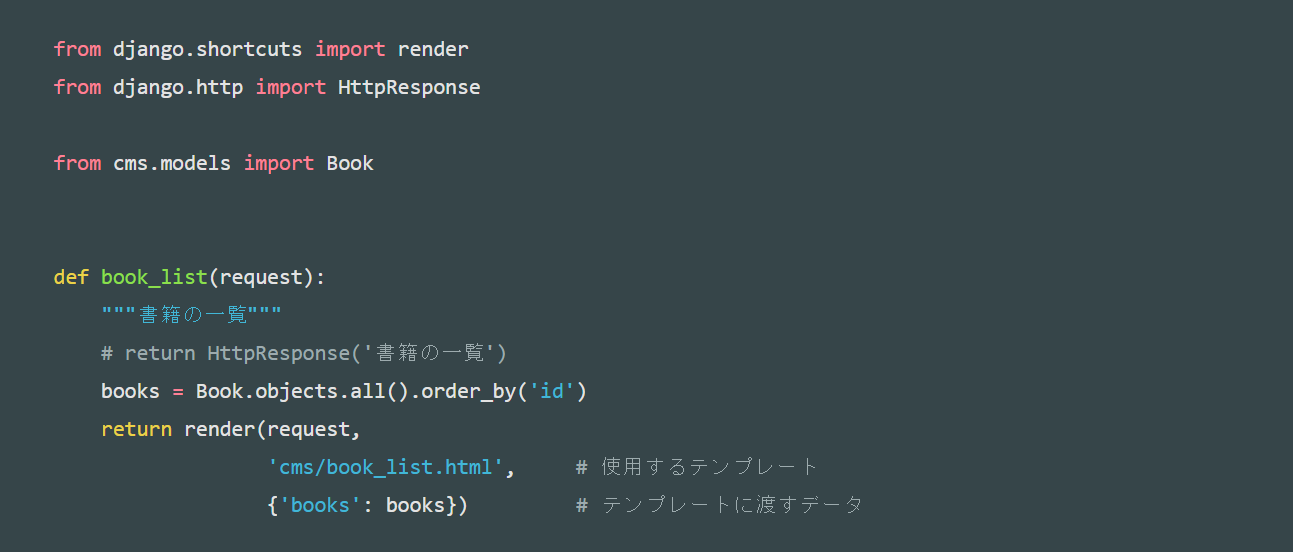 from django.shortcuts import render
from django.http import HttpResponse
from cms.models import Book
def book_list(request):
    """書籍の一覧"""
    # return HttpResponse('書籍の一覧')
    books = Book.objects.all().order_by('id')
    return render(request,
                  'cms/book_list.html',     # 使用するテンプレート
                  {'books': books})         # テンプレートに渡すデータ